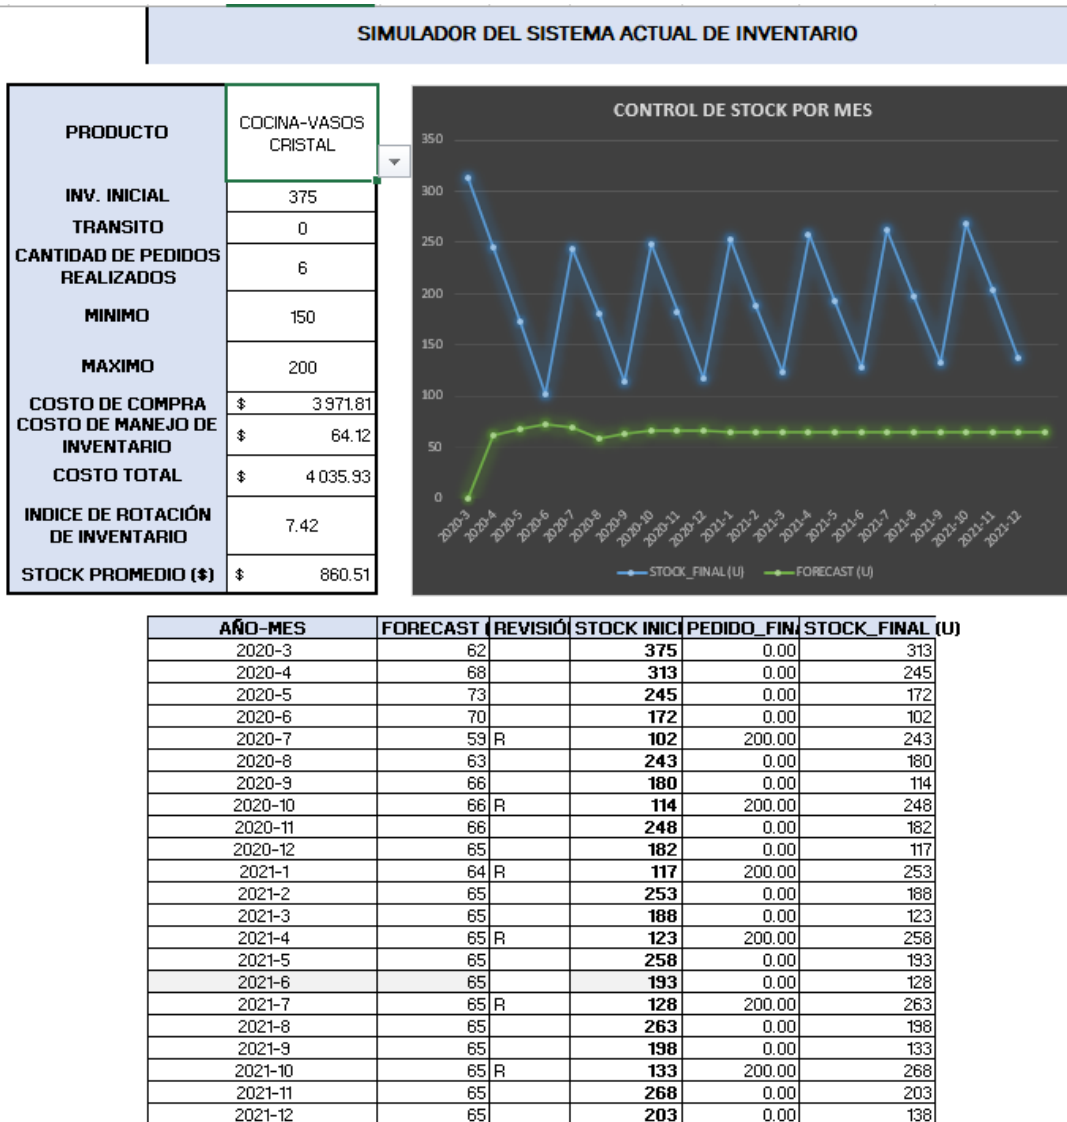 SIMULADOR DEL SISTEMA ACTUAL DE INVENTARIO
PRODUCTO COCINA-VASOS CRISTAL
INV. INICIAL 375
TRANSITO 0
CANTIDAD DE PEDIDOS REALIZADOS 6
MINIMO 150
MAXIMO 200
COSTO DE COMPRA $ 3 971.81
COSTO DE MANEJO DE INVENTARIO $ 64.12
COSTO TOTAL $ 4 035.93
INDICE DE ROTACIÓN DE INVENTARIO 7.42
STOCK PROMEDIO ($) $ 860.51
CONTROL DE STOCK POR MES
350
300
250
200
150
100
50
0
2020-3 2020-4 2020-5 2020-6 2020-7 2020-8 2020-9 2020-10 2020-11 2020-12 2021-1 2021-2 2021-3 2021-4 2021-5 2021-6 2021-7 2021-8 2021-9 2021-10 2021-11 2021-12
STOCK_FINAL (U) FORECAST (U)
AÑO-MES FORECAST ( REVISIÓ STOCK INICI PEDIDO_FIN STOCK_FINAL (U)
2020-3 62 375 0.00 313
2020-4 68 313 0.00 245
2020-5 73 245 0.00 172
2020-6 70 172 0.00 102
2020-7 59 R 102 200.00 243
2020-8 63 243 0.00 180
2020-9 66 180 0.00 114
2020-10 66 R 114 200.00 248
2020-11 66 248 0.00 182
2020-12 65 182 0.00 117
2021-1 64 R 117 200.00 253
2021-2 65 253 0.00 188
2021-3 65 188 0.00 123
2021-4 65 R 123 200.00 258
2021-5 65 258 0.00 193
2021-6 65 193 0.00 128
2021-7 65 R 128 200.00 263
2021-8 65 263 0.00 198
2021-9 65 198 0.00 133
2021-10 65 R 133 200.00 268
2021-11 65 268 0.00 203
2021-12 65 203 0.00 138